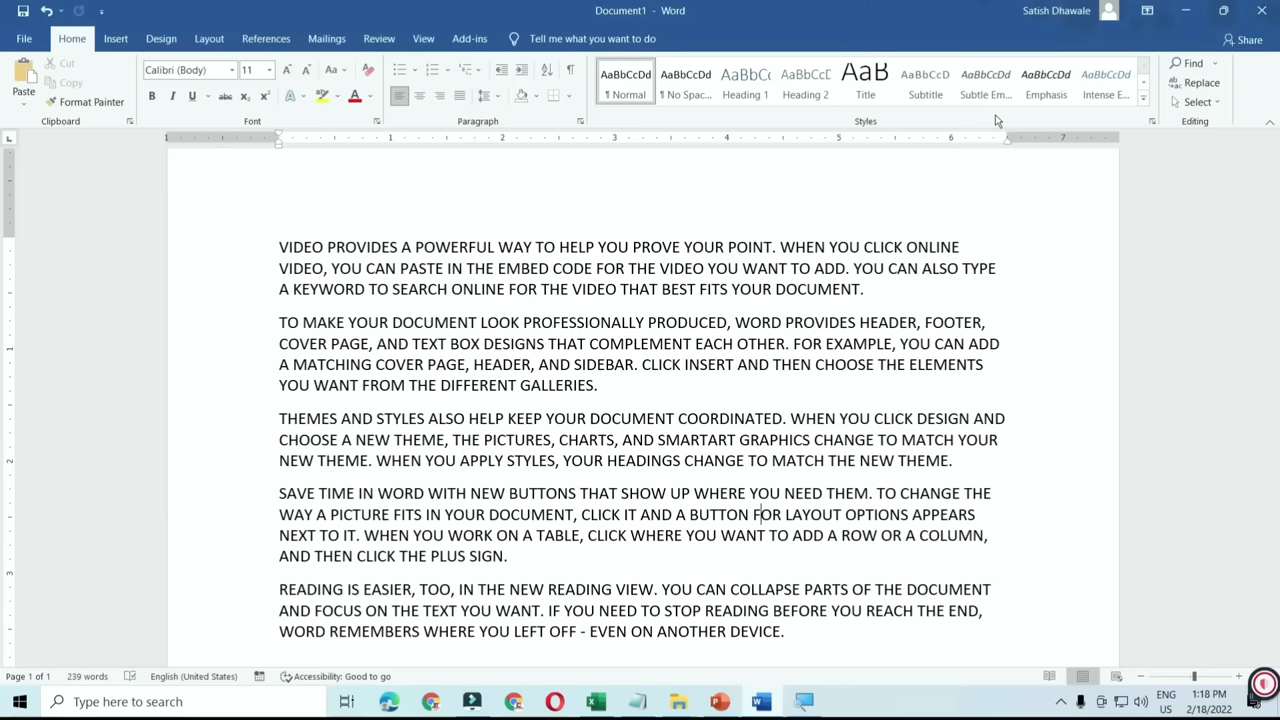 Document1 - Word
Satish Dhawale
File Home Insert Design Layout References Mailings Review View Add-ins Tell me what you want to do Share
Cut
Copy
Format Painter
Paste
Clipboard
Calibri (Body) 11
Aa
B I U abc x₂ x²
A A
Font
Paragraph
AaBbCcDd AaBbCcDd AaBbC( AaBbCcE AaB AaBbCcD AaBbCcDd AaBbCcDd AaBbCcDd
¶ Normal ¶ No Spac... Heading 1 Heading 2 Title Subtitle Subtle Em... Emphasis Intense E...
Styles
Find
Replace
Select
Editing
1 1 2 3 4 5 6 7
VIDEO PROVIDES A POWERFUL WAY TO HELP YOU PROVE YOUR POINT. WHEN YOU CLICK ONLINE
VIDEO, YOU CAN PASTE IN THE EMBED CODE FOR THE VIDEO YOU WANT TO ADD. YOU CAN ALSO TYPE
A KEYWORD TO SEARCH ONLINE FOR THE VIDEO THAT BEST FITS YOUR DOCUMENT.
TO MAKE YOUR DOCUMENT LOOK PROFESSIONALLY PRODUCED, WORD PROVIDES HEADER, FOOTER,
COVER PAGE, AND TEXT BOX DESIGNS THAT COMPLEMENT EACH OTHER. FOR EXAMPLE, YOU CAN ADD
A MATCHING COVER PAGE, HEADER, AND SIDEBAR. CLICK INSERT AND THEN CHOOSE THE ELEMENTS
YOU WANT FROM THE DIFFERENT GALLERIES.
THEMES AND STYLES ALSO HELP KEEP YOUR DOCUMENT COORDINATED. WHEN YOU CLICK DESIGN AND
CHOOSE A NEW THEME, THE PICTURES, CHARTS, AND SMARTART GRAPHICS CHANGE TO MATCH YOUR
NEW THEME. WHEN YOU APPLY STYLES, YOUR HEADINGS CHANGE TO MATCH THE NEW THEME.
SAVE TIME IN WORD WITH NEW BUTTONS THAT SHOW UP WHERE YOU NEED THEM. TO CHANGE THE
WAY A PICTURE FITS IN YOUR DOCUMENT, CLICK IT AND A BUTTON FOR LAYOUT OPTIONS APPEARS
NEXT TO IT. WHEN YOU WORK ON A TABLE, CLICK WHERE YOU WANT TO ADD A ROW OR A COLUMN,
AND THEN CLICK THE PLUS SIGN.
READING IS EASIER, TOO, IN THE NEW READING VIEW. YOU CAN COLLAPSE PARTS OF THE DOCUMENT
AND FOCUS ON THE TEXT YOU WANT. IF YOU NEED TO STOP READING BEFORE YOU REACH THE END,
WORD REMEMBERS WHERE YOU LEFT OFF - EVEN ON ANOTHER DEVICE.
1
2
3
Page 1 of 1 239 words English (United States) Accessibility: Good to go
Type here to search
ENG
US
1:18 PM
2/18/2022